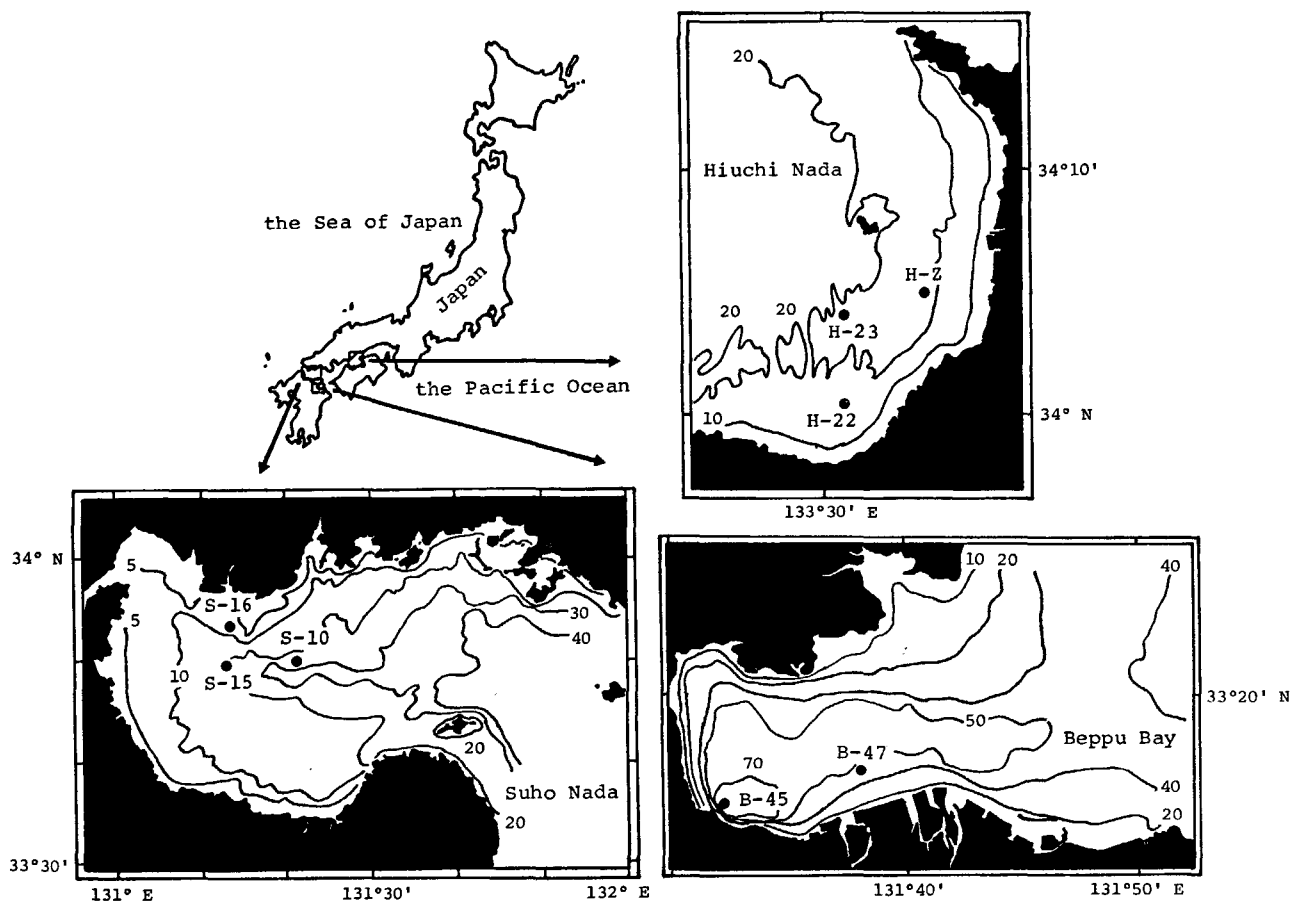 the Sea of Japan
Japan
the Pacific Ocean
20
Hiuchi Nada
34°10'
H-Z
20
20
H-23
10
H-22
34° N
133°30' E
34° N
5
S-16
5
S-10
30
40
10
S-15
20
Suho Nada
20
33°30'
131° E
131°30'
132° E
10
20
40
33°20' N
50
Beppu Bay
B-47
70
40
B-45
20
131°40'
131°50' E